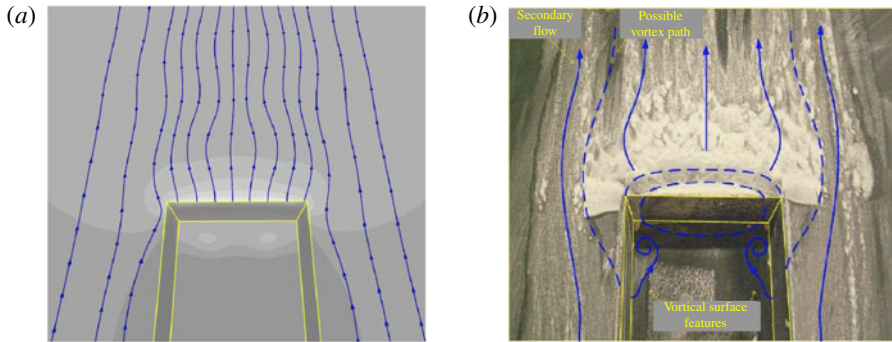 (a)
(b)
Secondary
flow
Possible
vortex path
Vortical surface
features